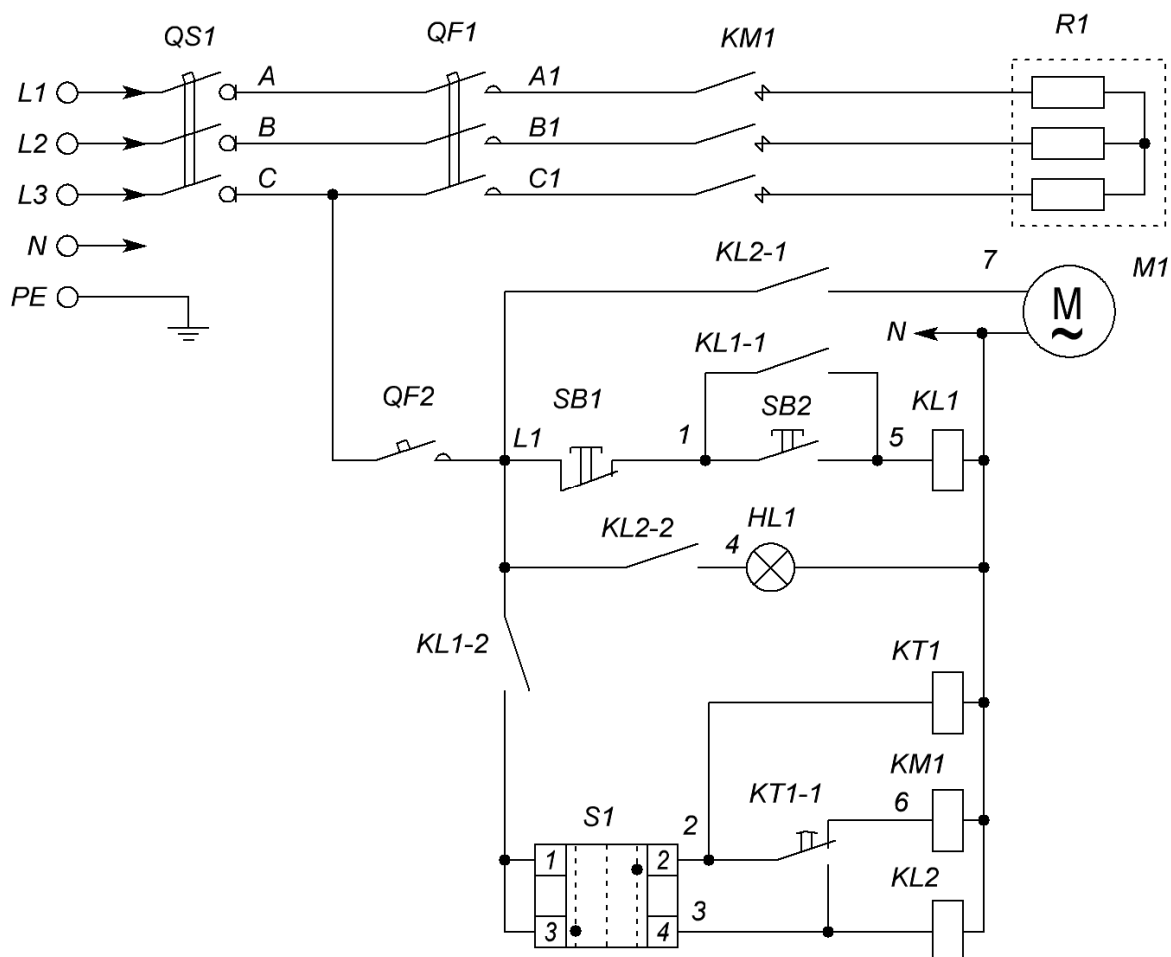 QS1 QF1 KM1 R1
L1 A A1
L2 B B1
L3 C C1
N
PE
KL2-1 7 M1
M
~
N
KL1-1
QF2 SB1 SB2 KL1
L1 1 5
KL2-2 4 HL1
KL1-2
KT1
KM1
KT1-1 6
S1 2
1 2
KL2
3
3 4